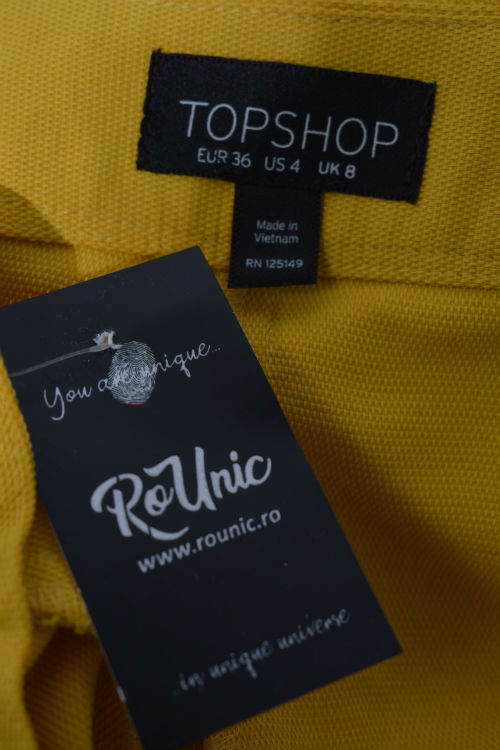 TOPSHOP
EUR 36 US 4 UK 8
Made in
Vietnam
RN 125149
You are unique...
RoUnic
www.rounic.ro
...in unique universe